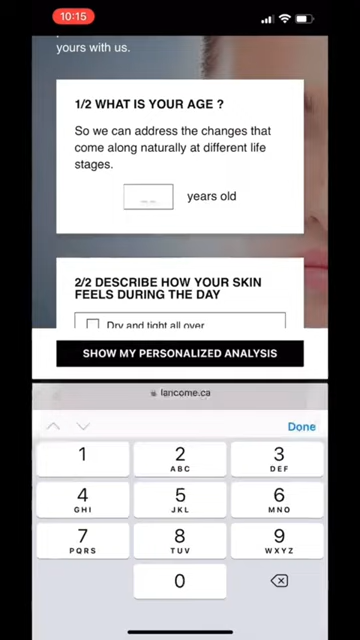 10:15
yours with us.
1/2 WHAT IS YOUR AGE ?
So we can address the changes that
come along naturally at different life
stages.
__ __ years old
2/2 DESCRIBE HOW YOUR SKIN
FEELS DURING THE DAY
Dry and tight all over
SHOW MY PERSONALIZED ANALYSIS
lancome.ca
Done
1 2 3
ABC DEF
4 5 6
GHI JKL MNO
7 8 9
PQRS TUV WXYZ
0